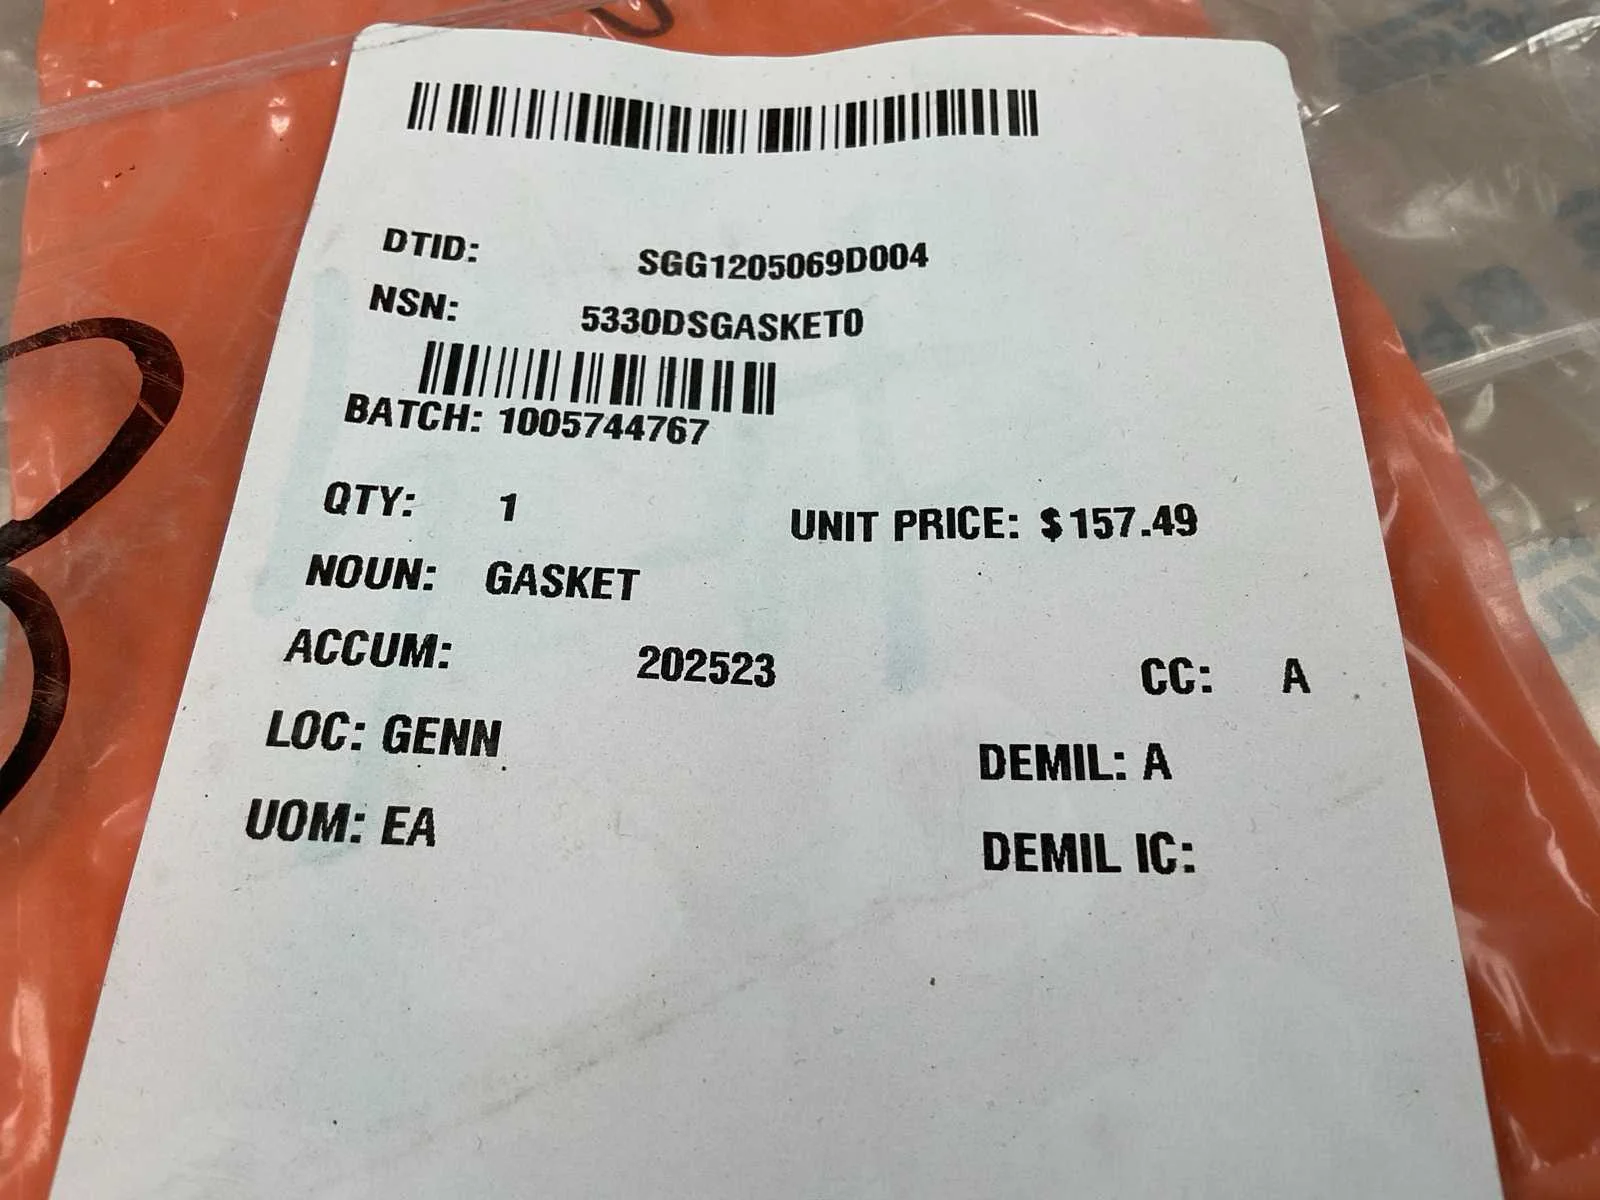 DTID: SGG1205069D004
NSN: 5330DSGASKET0
BATCH: 1005744767
QTY: 1 UNIT PRICE: $157.49
NOUN: GASKET
ACCUM: 202523 CC: A
LOC: GENN DEMIL: A
UOM: EA DEMIL IC: